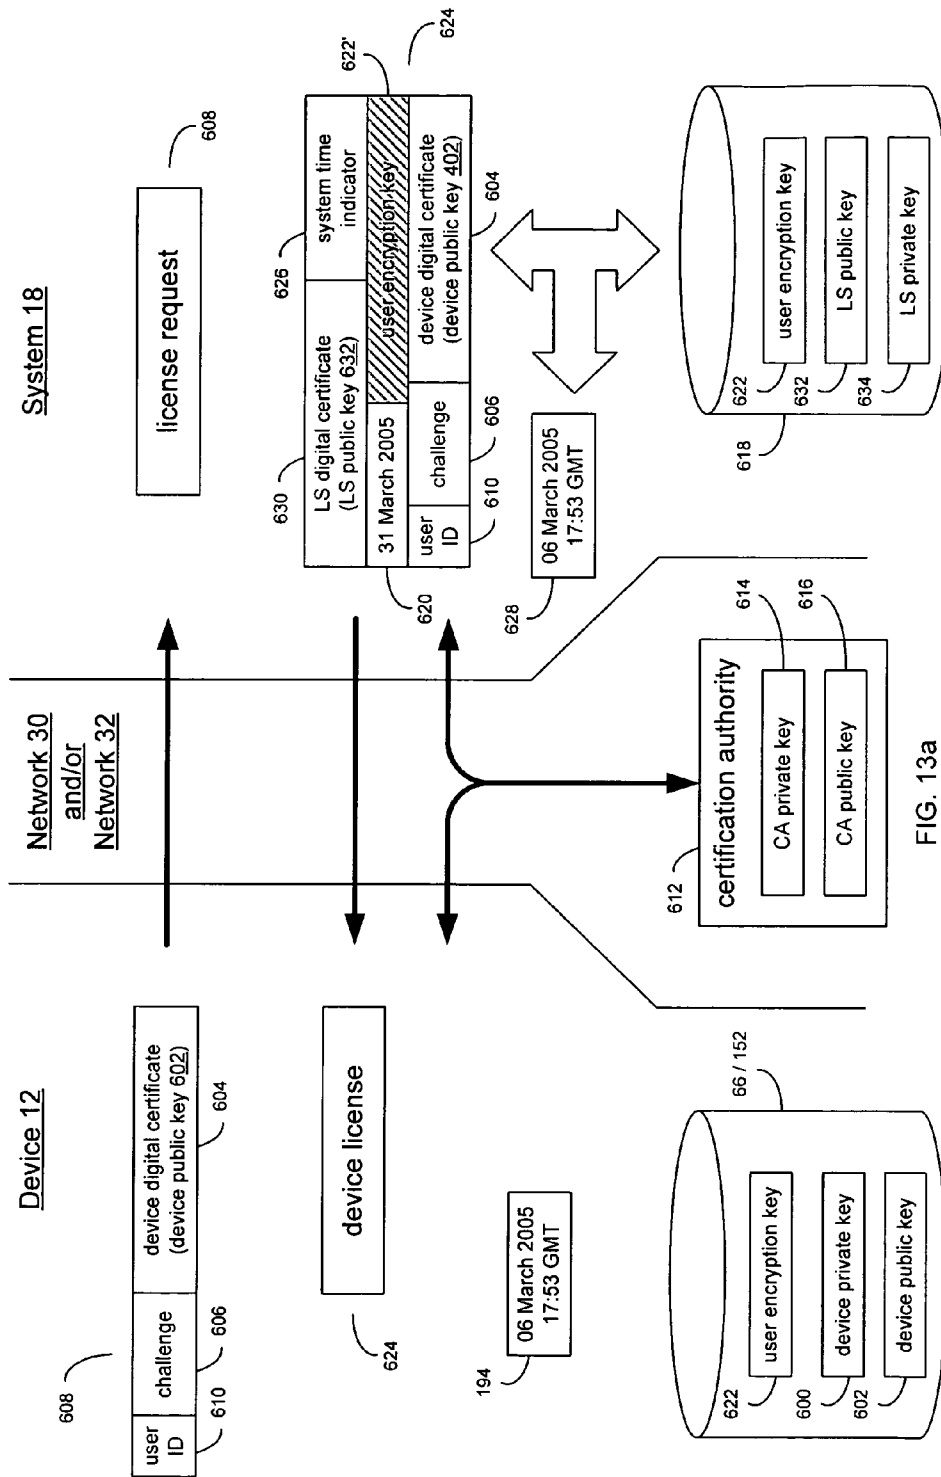 Device 12
Network 30
and/or
Network 32
System 18
608
user
ID
challenge
device digital certificate
(device public key 602)
610
606
604
license request
608
device license
624
626
630
LS digital certificate
(LS public key 632)
system time
indicator
622'
624
31 March 2005
user encryption key
620
user
ID
challenge
device digital certificate
(device public key 402)
610
606
604
194
06 March 2005
17:53 GMT
628
06 March 2005
17:53 GMT
66 / 152
622
user encryption key
600
device private key
602
device public key
612
certification authority
614
CA private key
616
CA public key
618
622
user encryption key
632
LS public key
634
LS private key
FIG. 13a